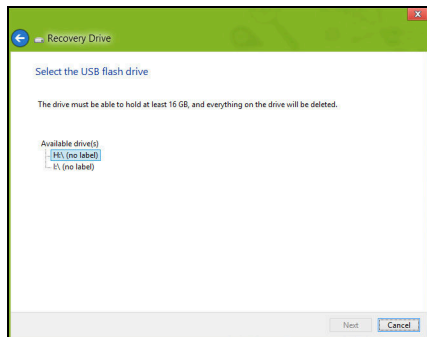 x
Recovery Drive
Select the USB flash drive
The drive must be able to hold at least 16 GB, and everything on the drive will be deleted.
Available drive(s)
H:\ (no label)
I:\ (no label)
Next Cancel